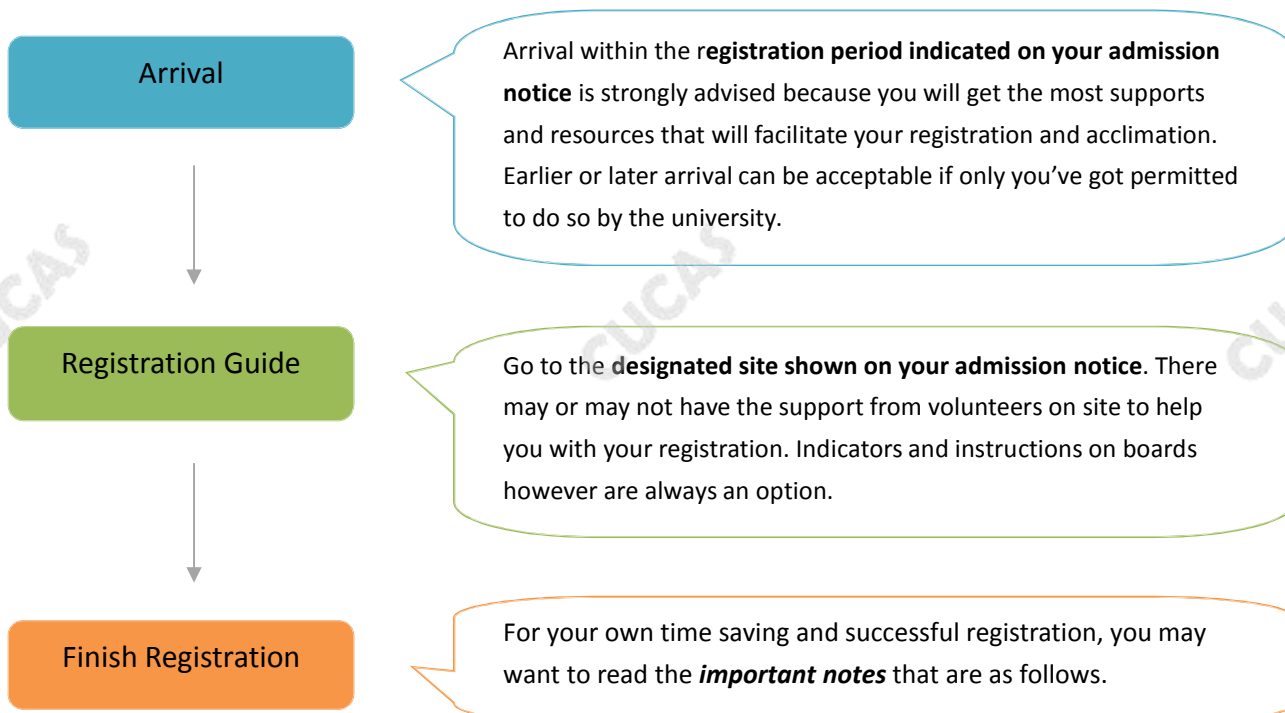 Arrival
Arrival within the registration period indicated on your admission
notice is strongly advised because you will get the most supports
and resources that will facilitate your registration and acclimation.
Earlier or later arrival can be acceptable if only you’ve got permitted
to do so by the university.
CUCAS
CUCAS
CU
Registration Guide
Go to the designated site shown on your admission notice. There
may or may not have the support from volunteers on site to help
you with your registration. Indicators and instructions on boards
however are always an option.
Finish Registration
For your own time saving and successful registration, you may
want to read the important notes that are as follows.